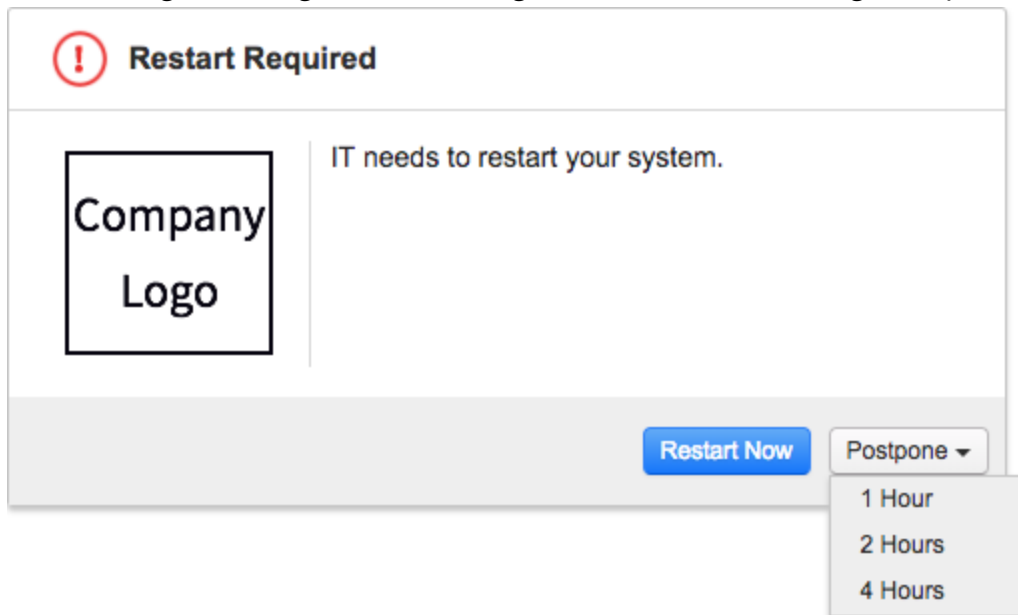 Restart Required
IT needs to restart your system.
Company
Logo
Restart Now
Postpone
1 Hour
2 Hours
4 Hours